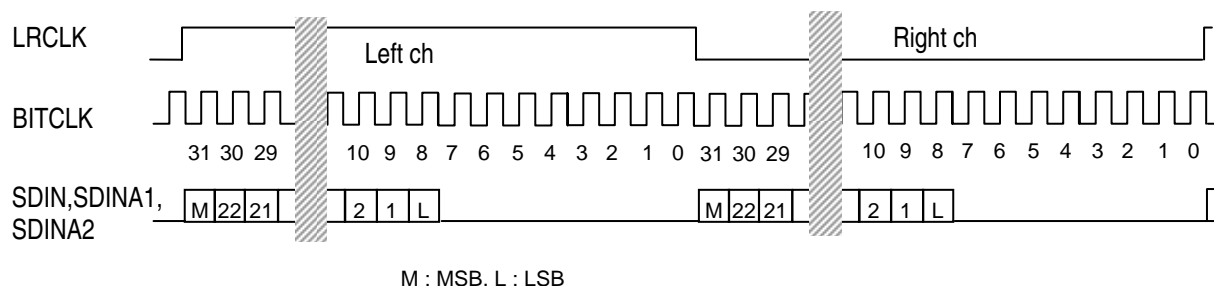 LRCLK
Left ch
Right ch
BITCLK
31 30 29 10 9 8 7 6 5 4 3 2 1 0 31 30 29 10 9 8 7 6 5 4 3 2 1 0
SDIN,SDINA1,
SDINA2
M 22 21 2 1 L M 22 21 2 1 L
M : MSB, L : LSB